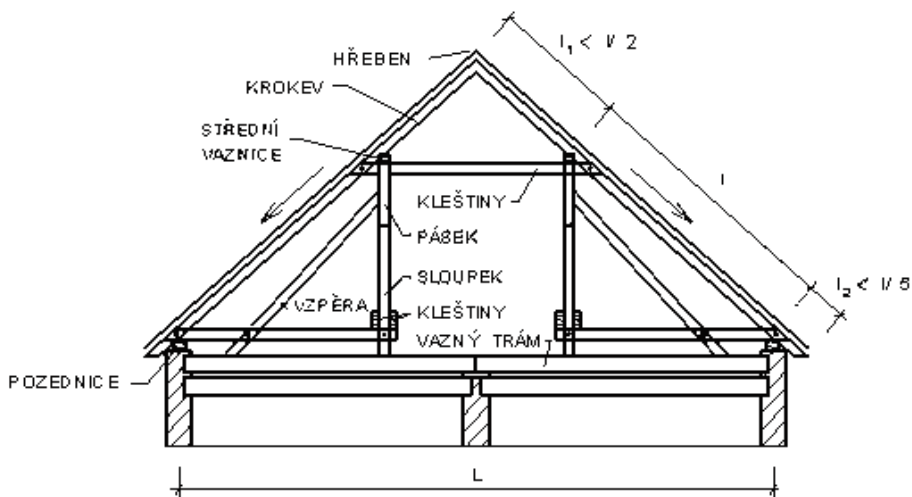 HŘEBEN
l₁ < l/2
KROKEV
STŘEDNÍ
VAZNICE
l
KLEŠTINY
PÁSEK
SLOUPEK
l₂ < l/5
VZPĚRA
KLEŠTINY
VAZNÝ TRÁM
POZEDNICE
L